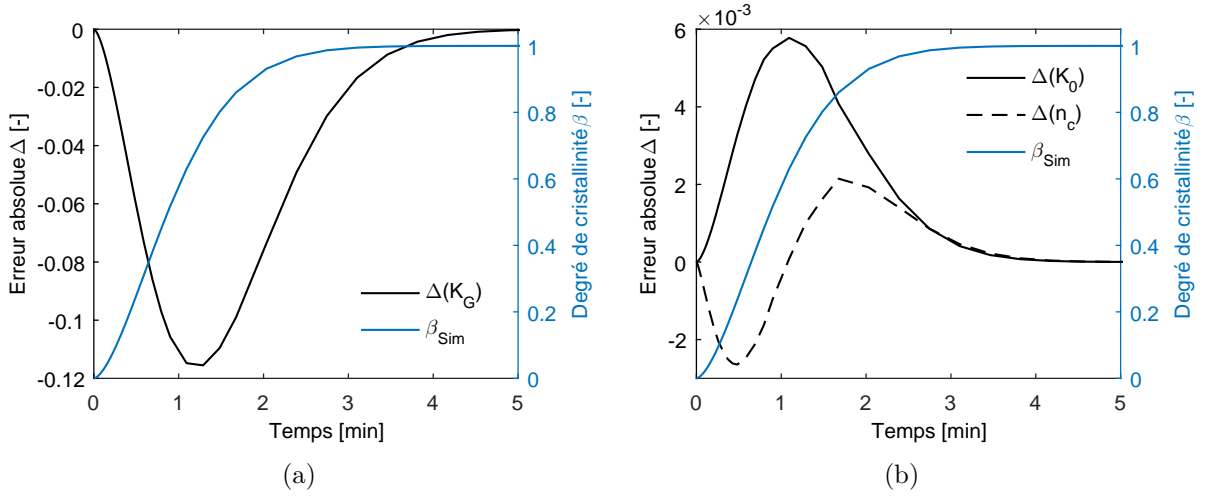 0
-0.02
-0.04
-0.06
-0.08
-0.1
-0.12
Erreur absolue Δ [-]
0 1 2 3 4 5
Temps [min]
1
0.8
0.6
0.4
0.2
0
Degré de cristallinité β [-]
Δ(K_G)
β_Sim
(a)
×10^-3
6
4
2
0
-2
Erreur absolue Δ [-]
0 1 2 3 4 5
Temps [min]
1
0.8
0.6
0.4
0.2
0
Degré de cristallinité β [-]
Δ(K_0)
Δ(n_c)
β_Sim
(b)